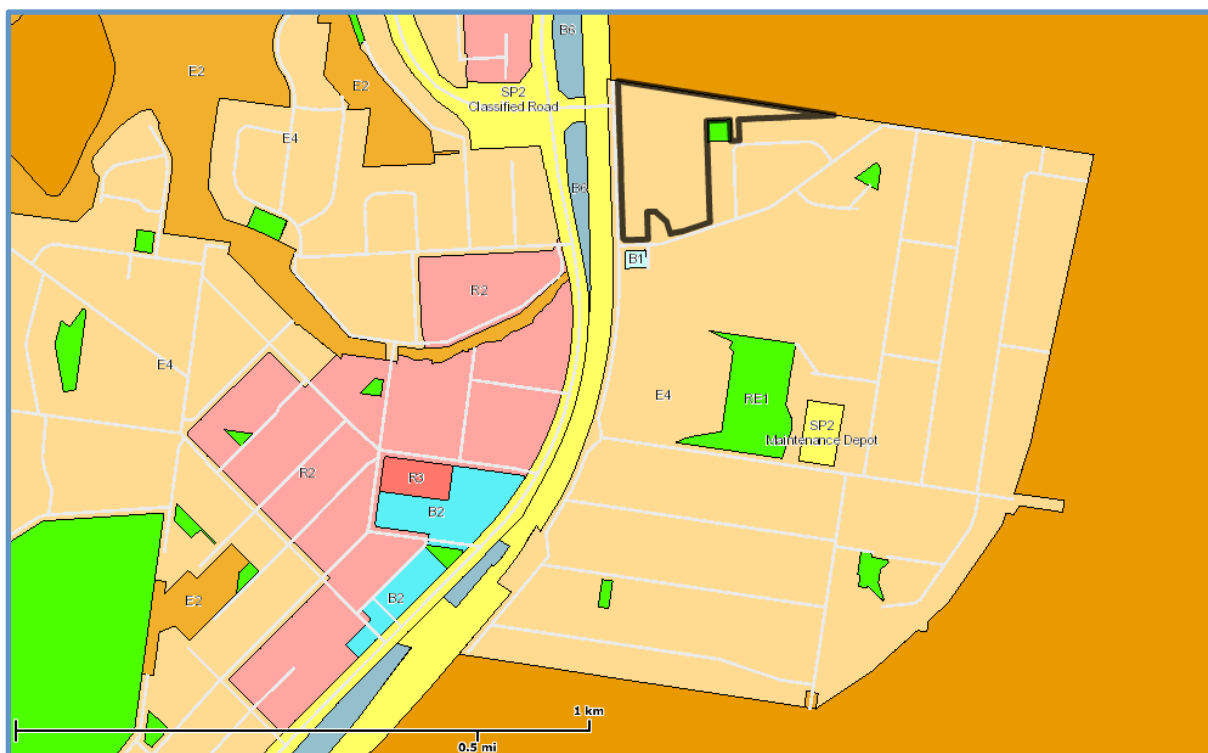 B6
E2
E2
SP2
Classified Road
E4
B6
B1
R2
E4
E4
RE1
SP2
Maintenance Depot
R2
R3
B2
B2
E2
1 km
0.5 mi